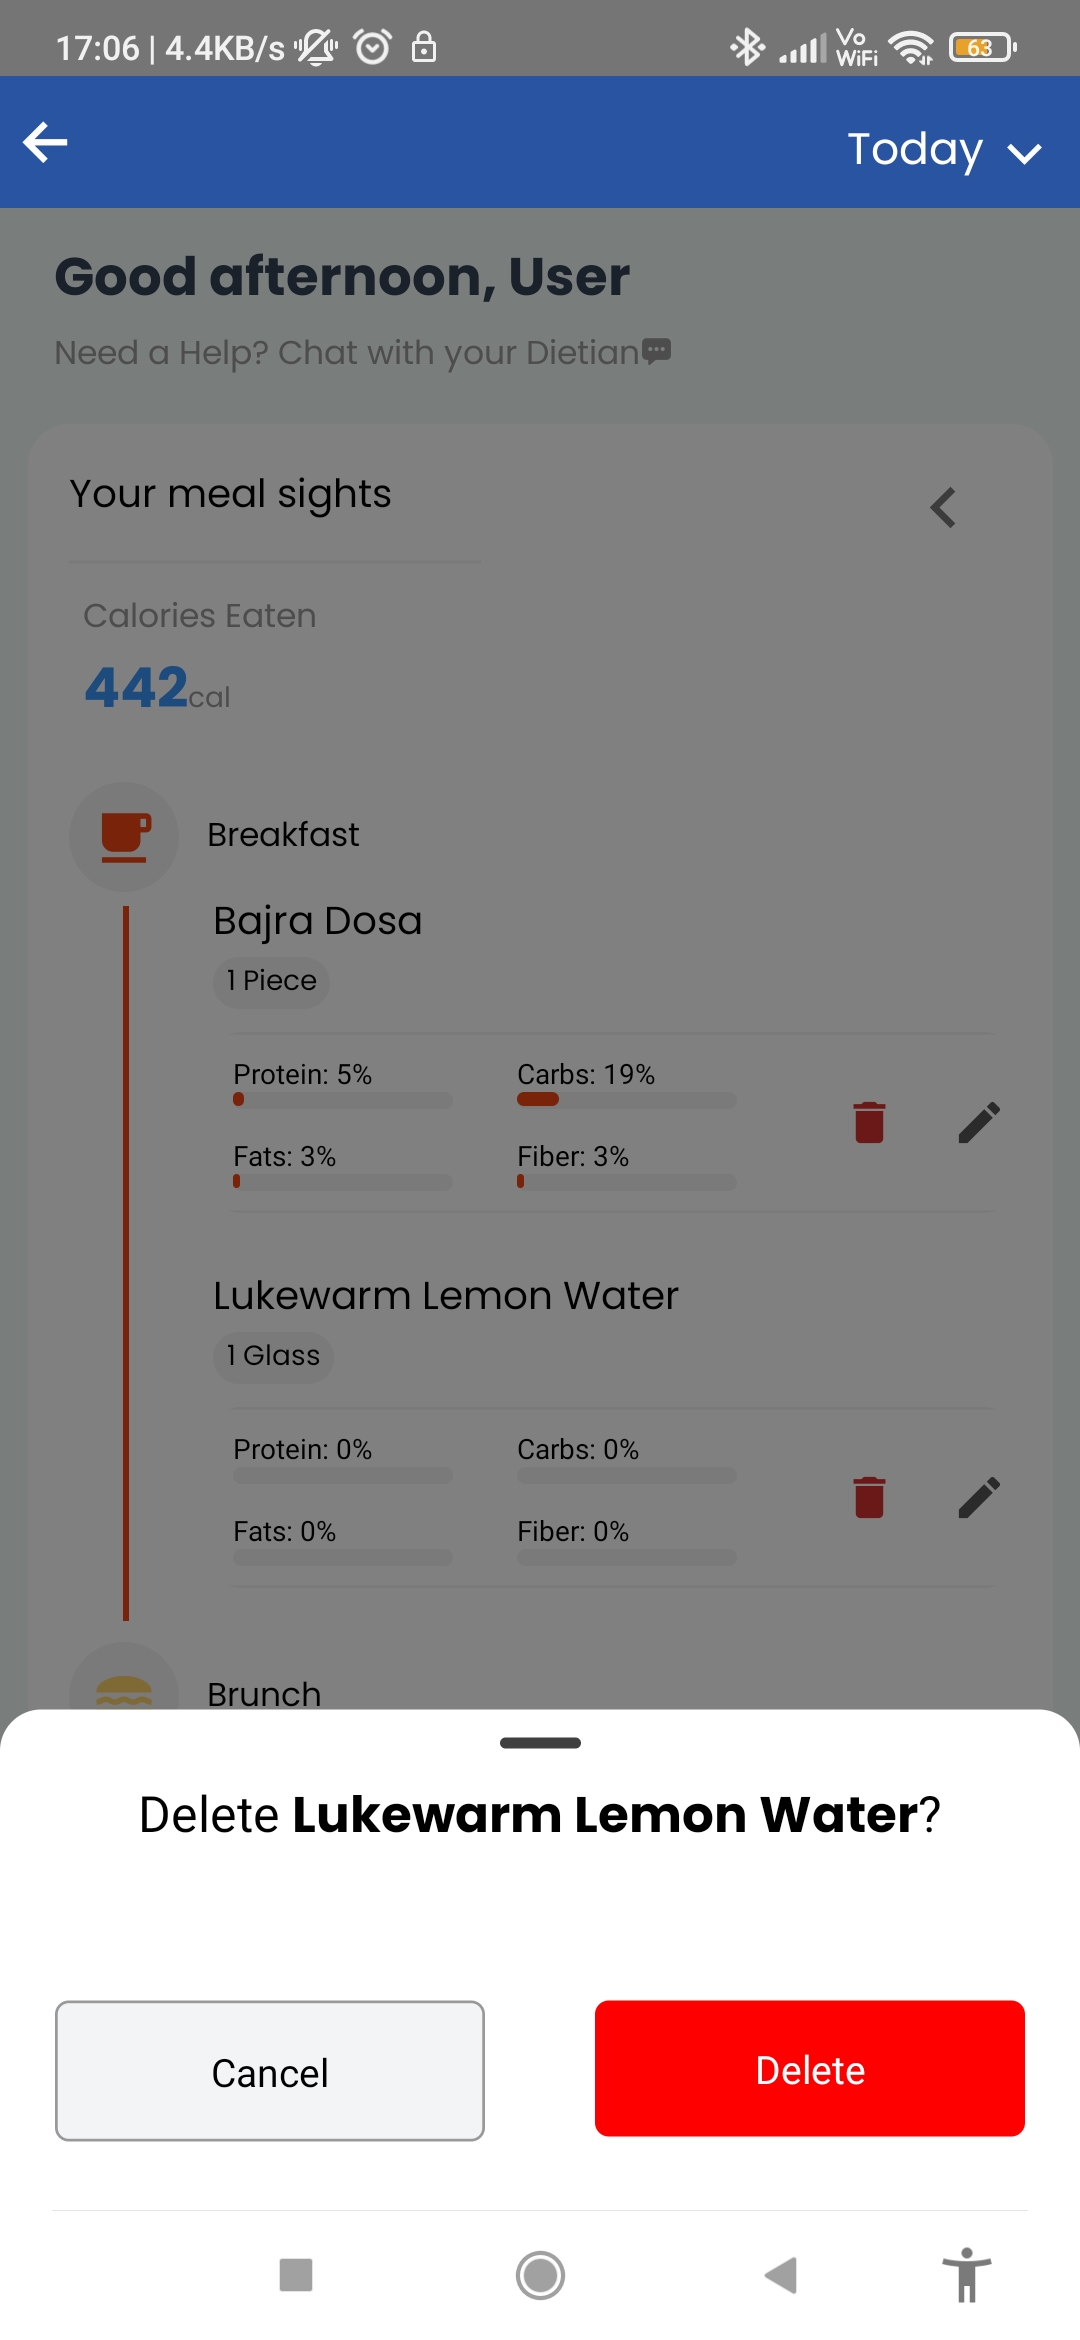 17:06 | 4.4KB/s Vo WiFi 63
Today
Good afternoon, User
Need a Help? Chat with your Dietian
Your meal sights
Calories Eaten
442cal
Breakfast
Bajra Dosa
1 Piece
Protein: 5% Carbs: 19%
Fats: 3% Fiber: 3%
Lukewarm Lemon Water
1 Glass
Protein: 0% Carbs: 0%
Fats: 0% Fiber: 0%
Brunch
Delete Lukewarm Lemon Water?
Cancel Delete